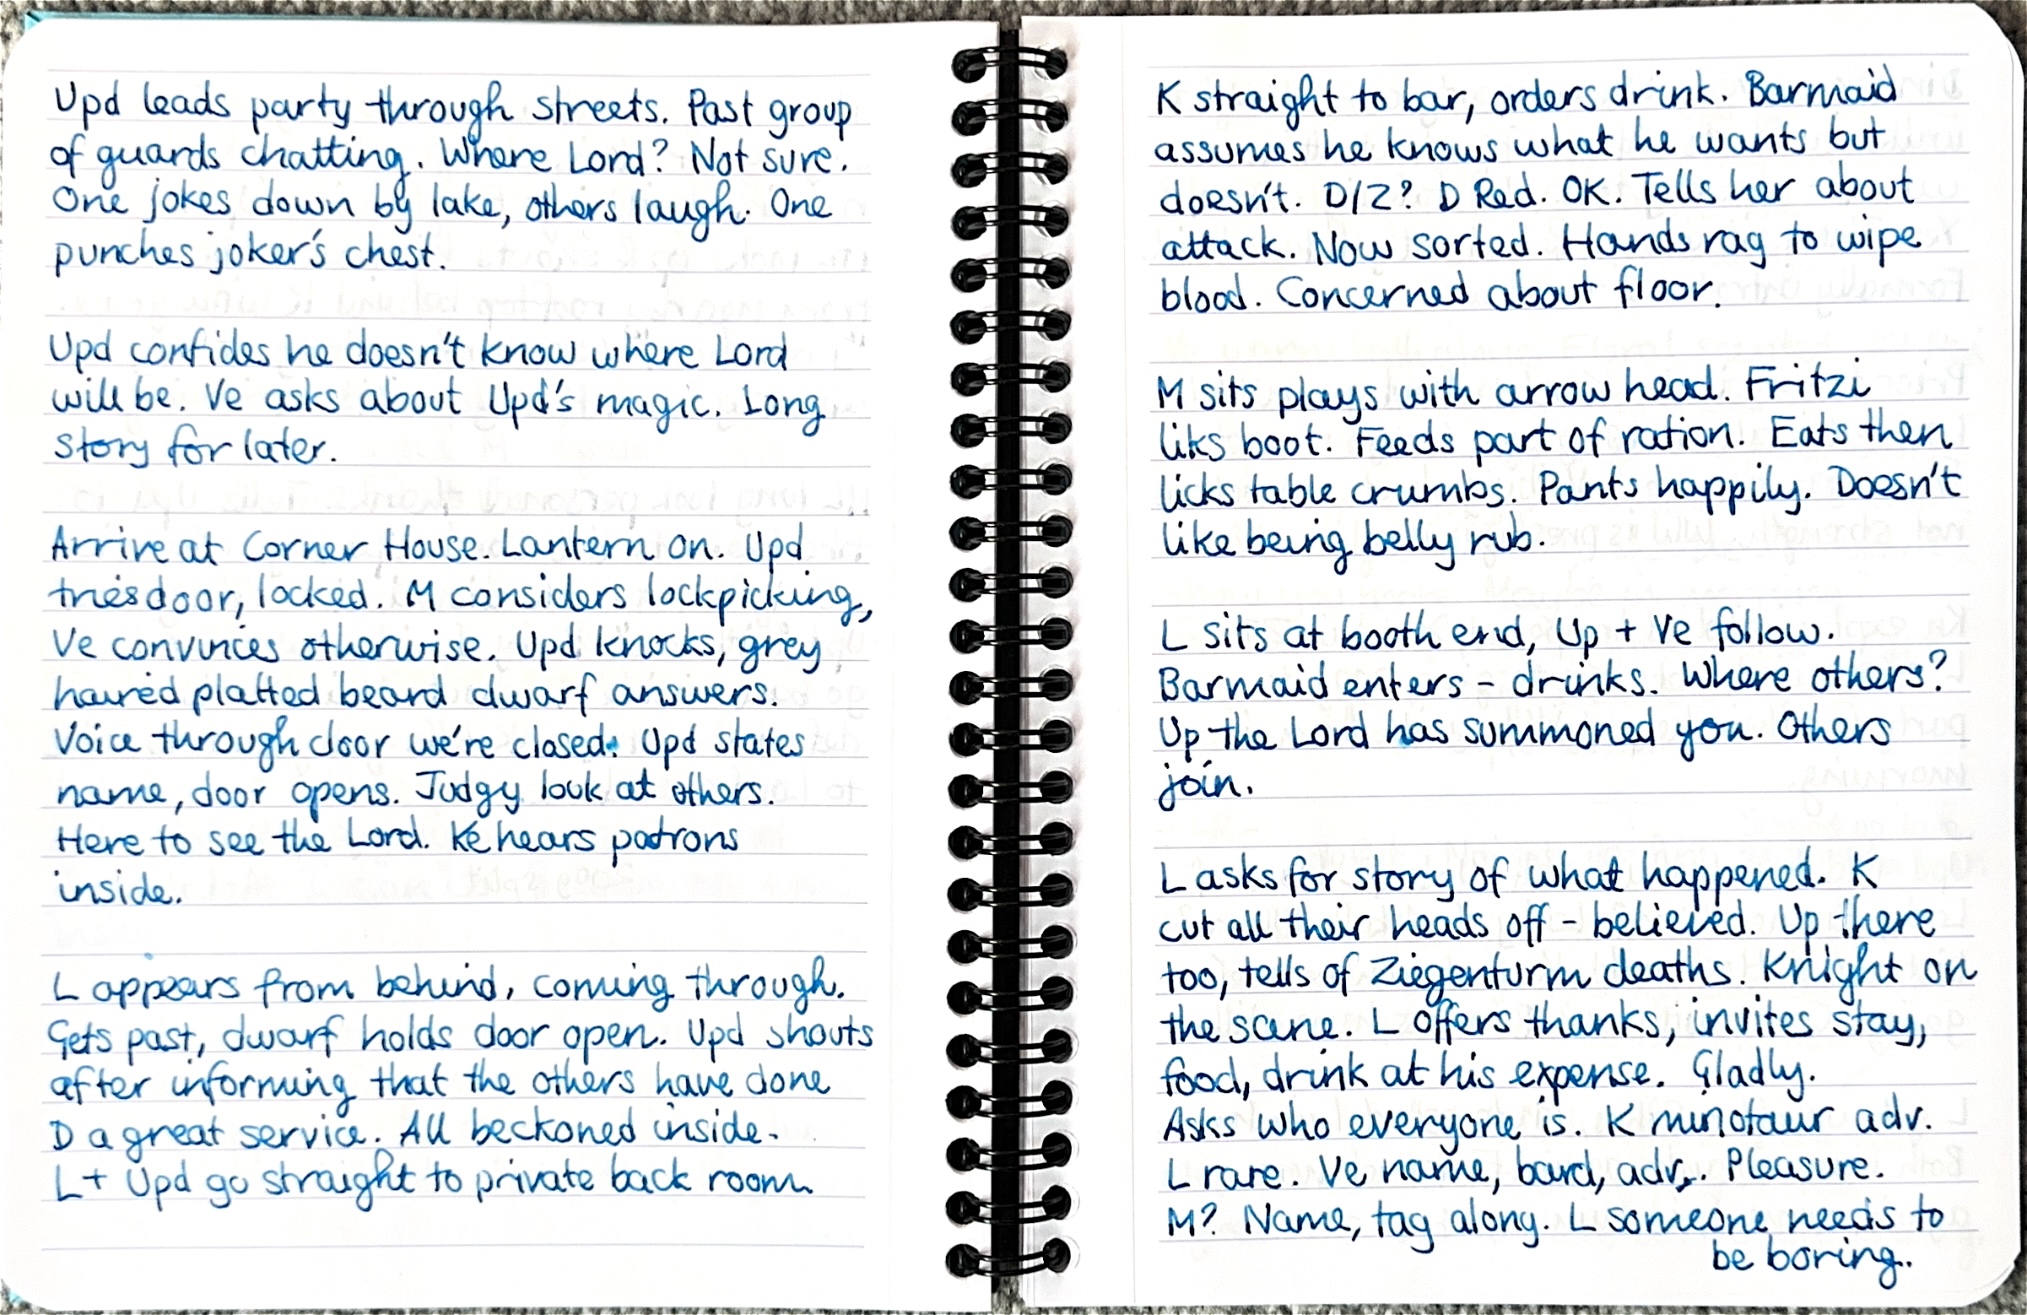 Upd leads party through streets. Past group
of guards chatting. Where Lord? Not sure.
One jokes down by lake, others laugh. One
punches joker's chest.
Upd confides he doesn't know where Lord
will be. Ve asks about Upd's magic. Long
story for later.
Arrive at Corner House. Lantern on. Upd
tries door, locked. M considers lockpicking,
Ve convinces otherwise. Upd knocks, grey
haired platted beard dwarf answers.
Voice through door we're closed. Upd states
name, door opens. Judgy look at others.
Here to see the Lord. Ke hears patrons
inside.
L appears from behind, coming through.
Gets past, dwarf holds door open. Upd shouts
after informing that the others have done
D a great service. All beckoned inside.
L + Upd go straight to private back room.
K straight to bar, orders drink. Barmaid
assumes he knows what he wants but
doesn't. D/Z? D Red. OK. Tells her about
attack. Now sorted. Hands rag to wipe
blood. Concerned about floor.
M sits plays with arrow head. Fritzi
liks boot. Feeds part of ration. Eats then
licks table crumbs. Pants happily. Doesn't
like being belly rub.
L sits at booth end, Up + Ve follow.
Barmaid enters - drinks. Where others?
Up the Lord has summoned you. Others
join.
L asks for story of what happened. K
cut all their heads off - believed. Up there
too, tells of Ziegenturm deaths. Knight on
the scene. L offers thanks, invites stay,
food, drink at his expense. Gladly.
Asks who everyone is. K minotaur adv.
L rare. Ve name, bard, adv. Pleasure.
M? Name, tag along. L someone needs to
be boring.